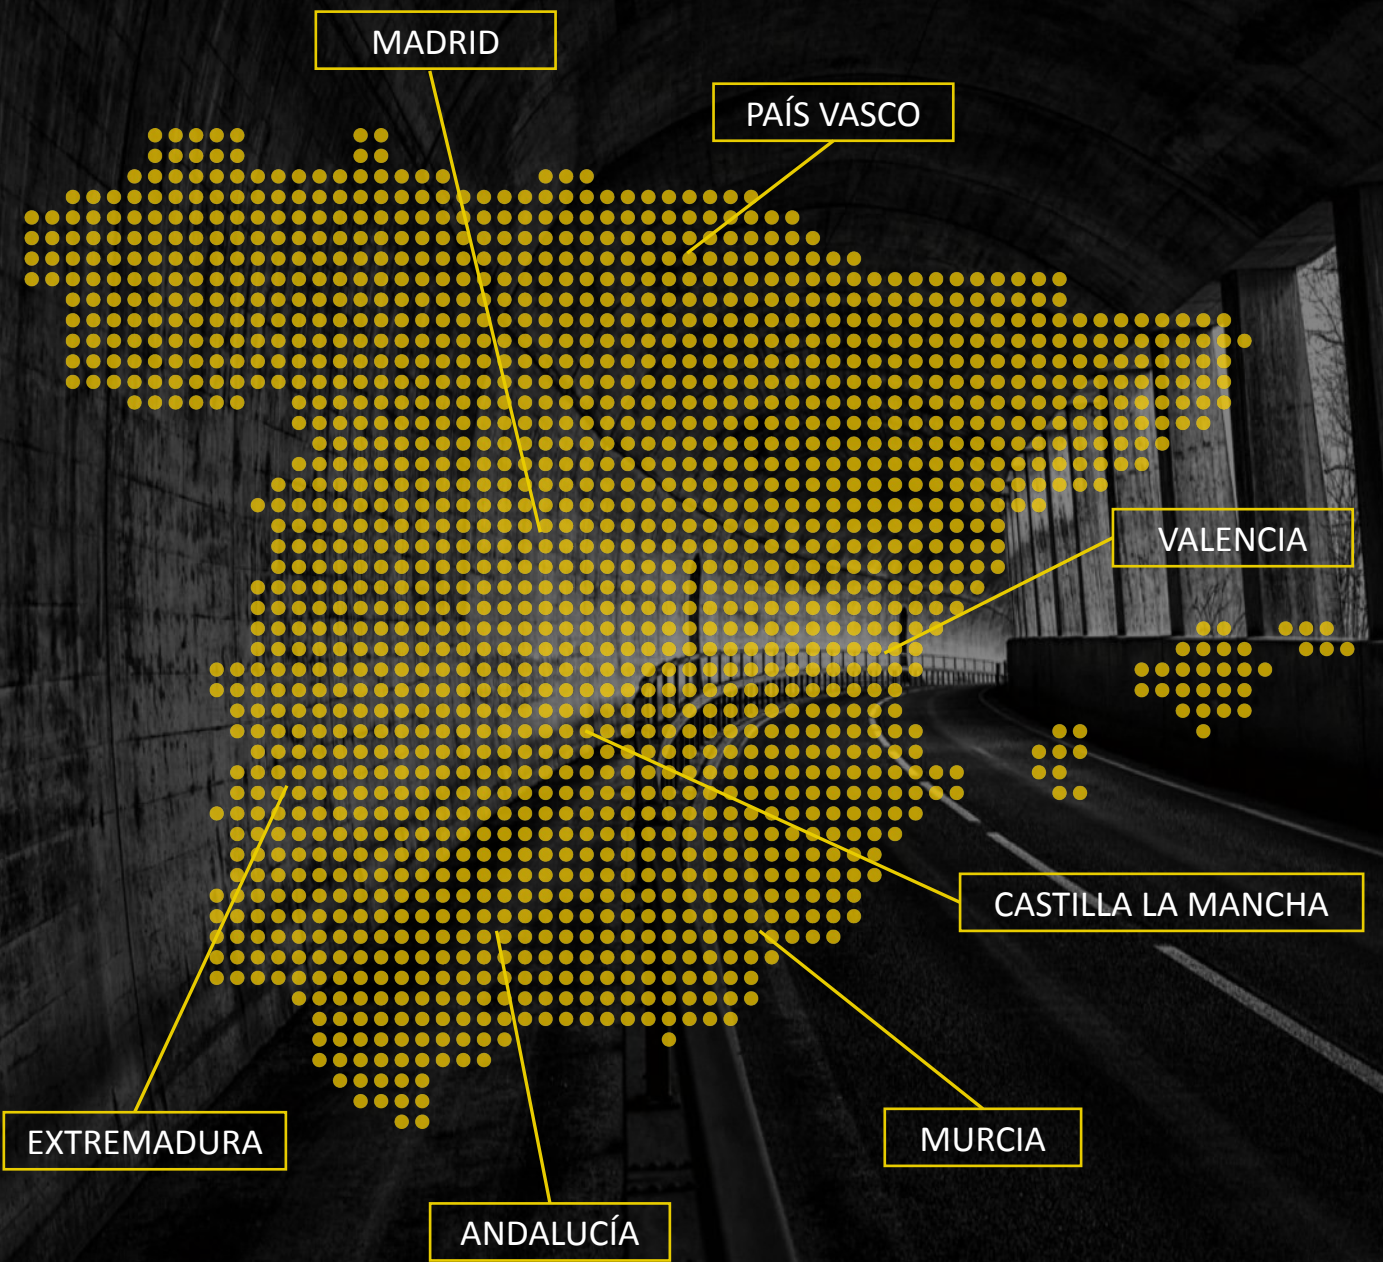 MADRID
PAÍS VASCO
VALENCIA
CASTILLA LA MANCHA
EXTREMADURA
MURCIA
ANDALUCÍA